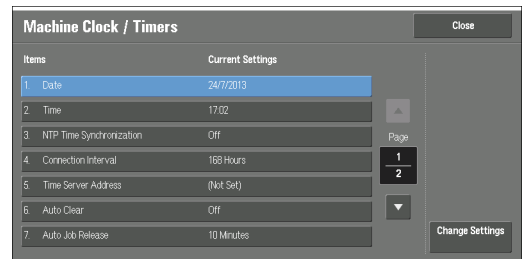 Machine Clock / Timers
Close
Items Current Settings
1. Date 24/7/2013
2. Time 17:02
3. NTP Time Synchronization Off
4. Connection Interval 168 Hours
5. Time Server Address (Not Set)
6. Auto Clear Off
7. Auto Job Release 10 Minutes
Page
1
2
Change Settings